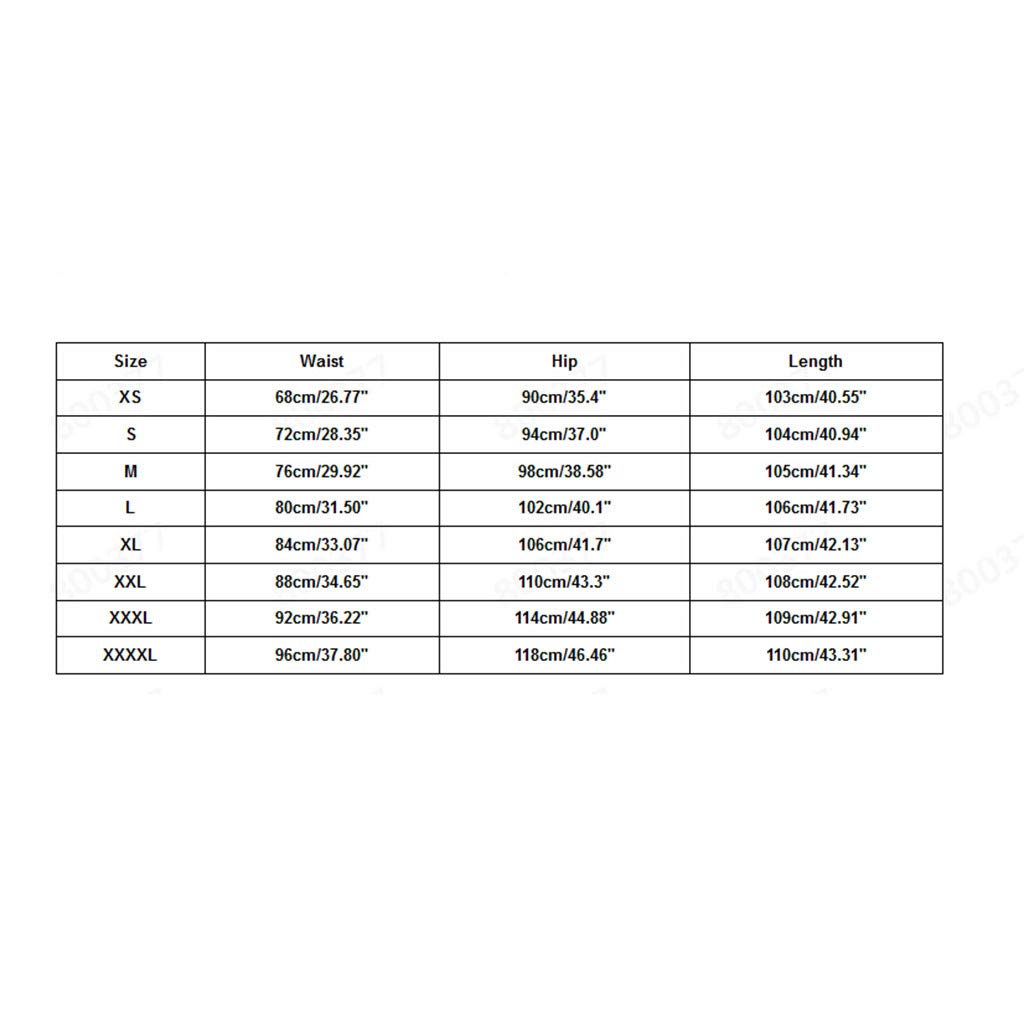 Size Waist Hip Length
XS 68cm/26.77" 90cm/35.4" 103cm/40.55"
S 72cm/28.35" 94cm/37.0" 104cm/40.94"
M 76cm/29.92" 98cm/38.58" 105cm/41.34"
L 80cm/31.50" 102cm/40.1" 106cm/41.73"
XL 84cm/33.07" 106cm/41.7" 107cm/42.13"
XXL 88cm/34.65" 110cm/43.3" 108cm/42.52"
XXXL 92cm/36.22" 114cm/44.88" 109cm/42.91"
XXXXL 96cm/37.80" 118cm/46.46" 110cm/43.31"